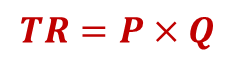 TR = P × Q